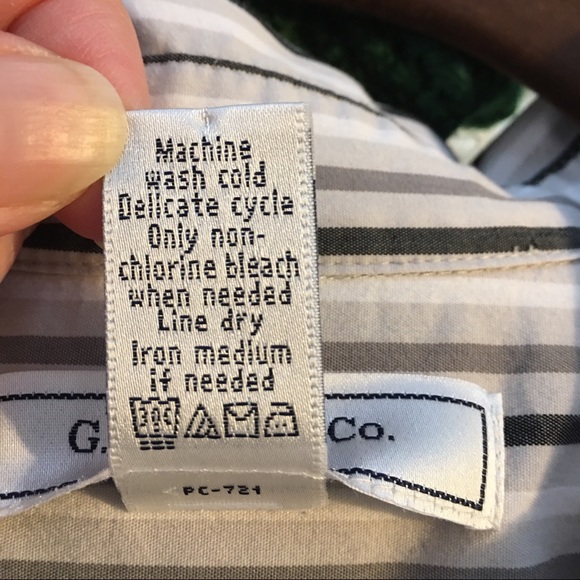 Machine
wash cold
Delicate cycle
Only non-
chlorine bleach
when needed
Line dry
Iron medium
if needed
30C
G. Co.
PC-721